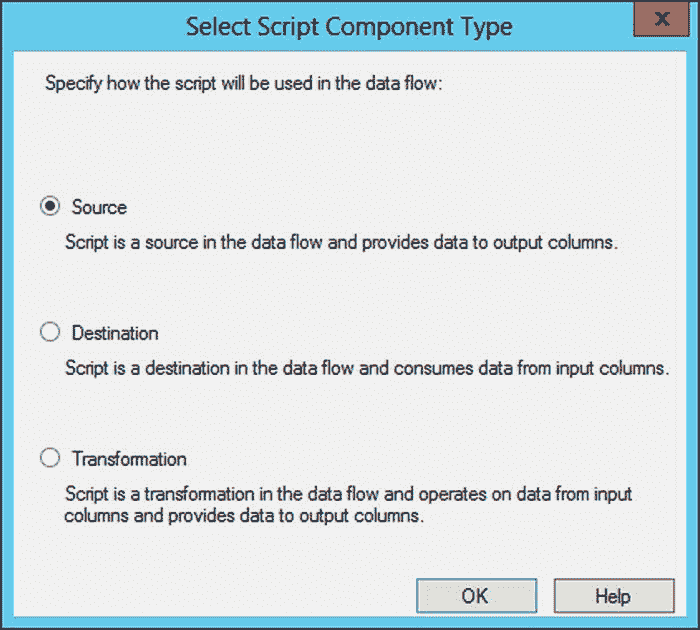 Select Script Component Type
X
Specify how the script will be used in the data flow:
Source
Script is a source in the data flow and provides data to output columns.
Destination
Script is a destination in the data flow and consumes data from input columns.
Transformation
Script is a transformation in the data flow and operates on data from input
columns and provides data to output columns.
OK
Help